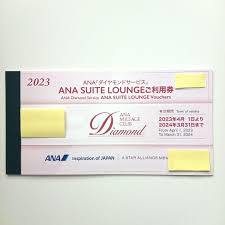 2023
ANA「ダイヤモンドサービス」
ANA SUITE LOUNGEご利用券
ANA Diamond Service ANA SUITE LOUNGE Vouchers
ANA
MILEAGE
CLUB
Diamond
有効期間 Term of validity
2023年4月1日より
2024年3月31日まで
From April 1, 2023
To March 31, 2024
ANA Inspiration of JAPAN
A STAR ALLIANCE MEM